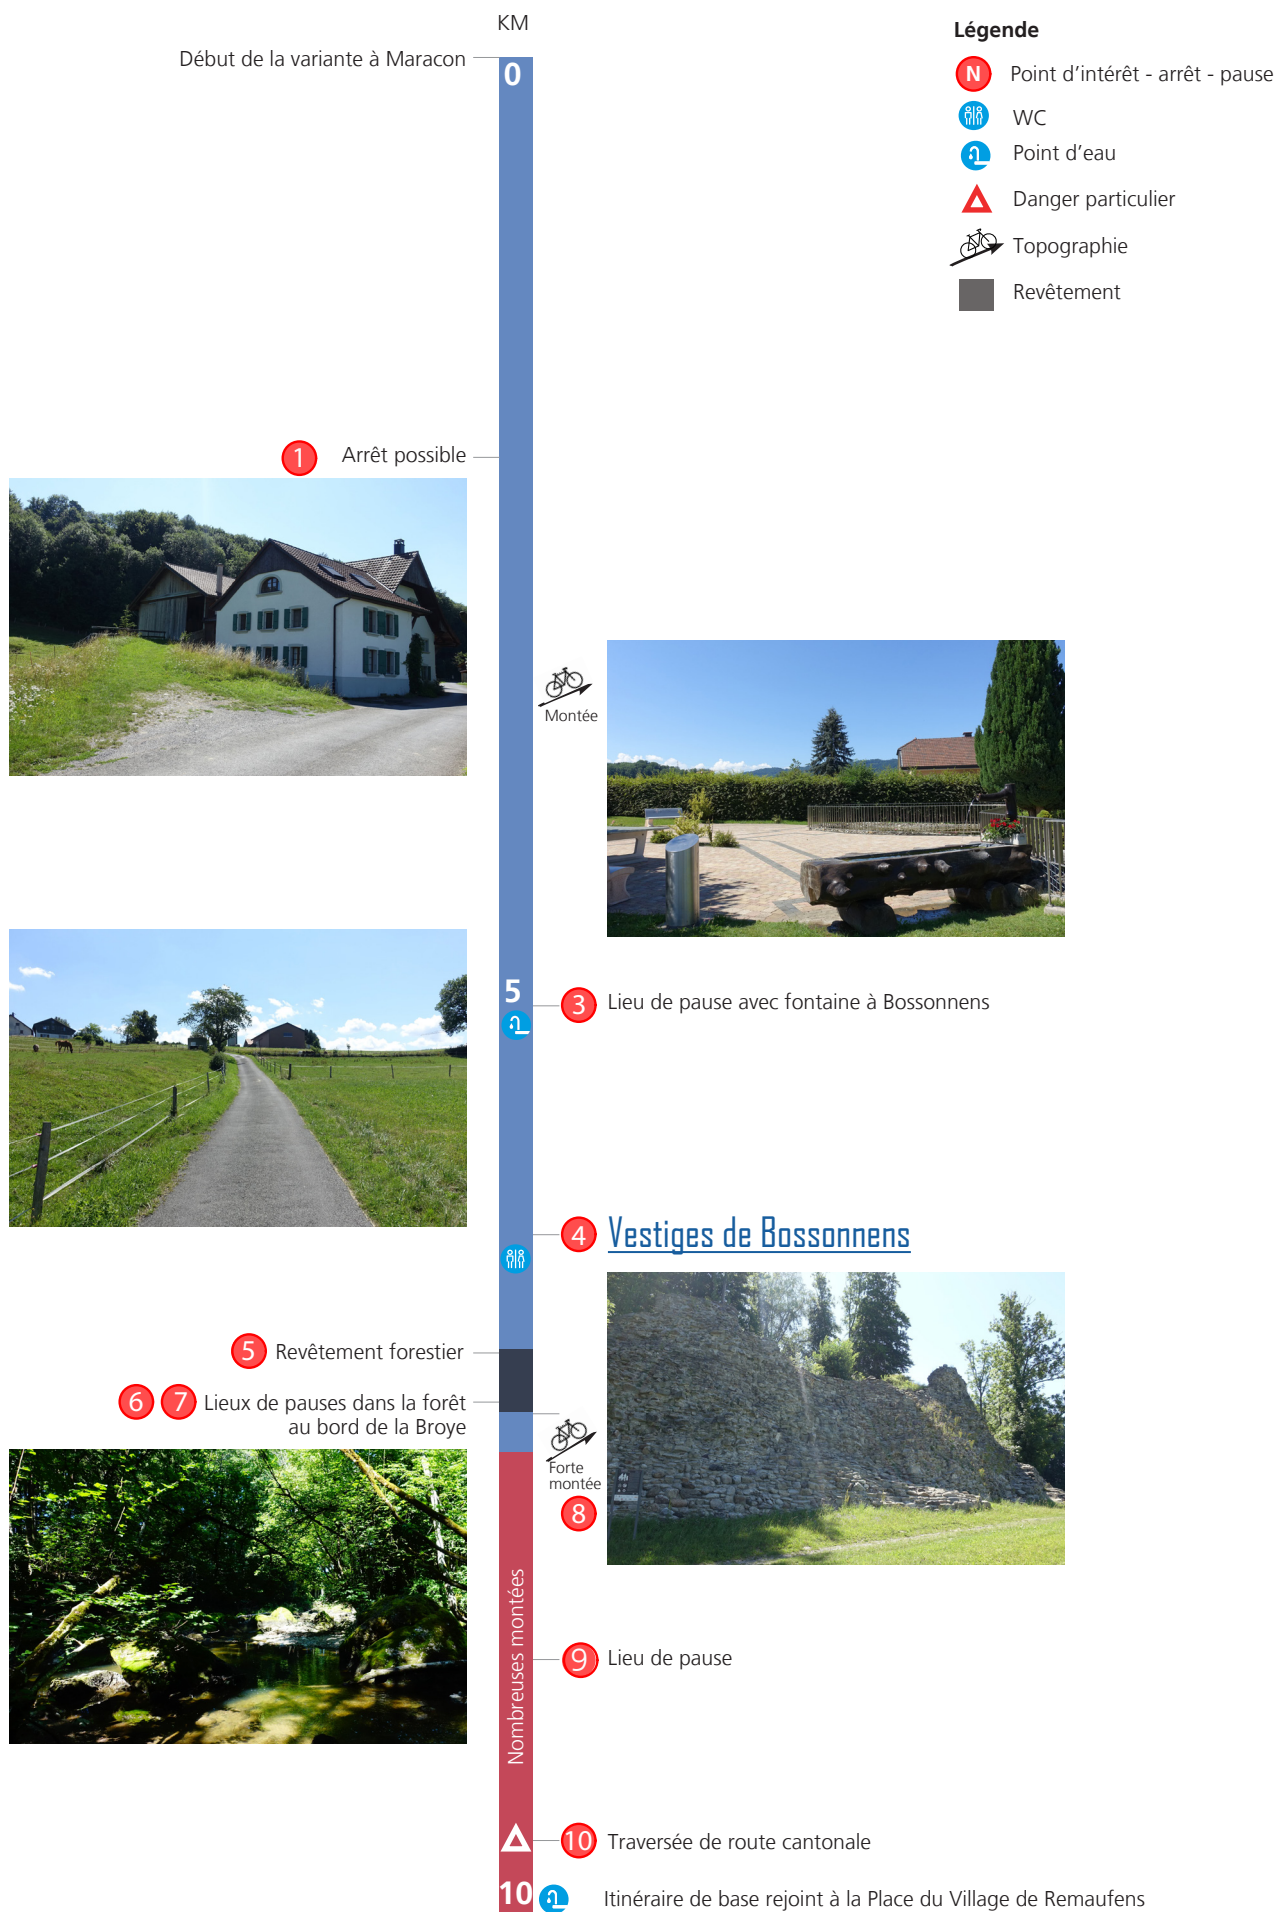 KM
Début de la variante à Maracon
0
Légende
N Point d’intérêt - arrêt - pause
WC
Point d’eau
Danger particulier
Topographie
Revêtement
1 Arrêt possible
Montée
5
3 Lieu de pause avec fontaine à Bossonnens
4 Vestiges de Bossonnens
5 Revêtement forestier
6 7 Lieux de pauses dans la forêt
au bord de la Broye
Forte
montée
8
Nombreuses montées
9 Lieu de pause
10 Traversée de route cantonale
10 Itinéraire de base rejoint à la Place du Village de Remaufens